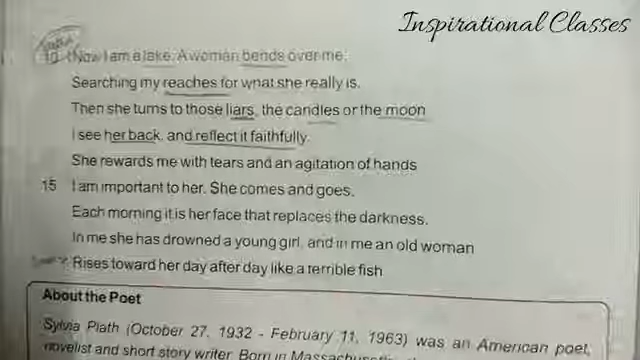 Inspirational Classes
10 Now I am a lake. A woman bends over me,
Searching my reaches for what she really is.
Then she turns to those liars, the candles or the moon
I see her back, and reflect it faithfully.
She rewards me with tears and an agitation of hands
15 I am important to her. She comes and goes.
Each morning it is her face that replaces the darkness.
In me she has drowned a young girl, and in me an old woman
Rises toward her day after day like a terrible fish
About the Poet
Sylvia Plath (October 27, 1932 - February 11, 1963) was an American poet,
novelist and short story writer. Born in Massachusetts